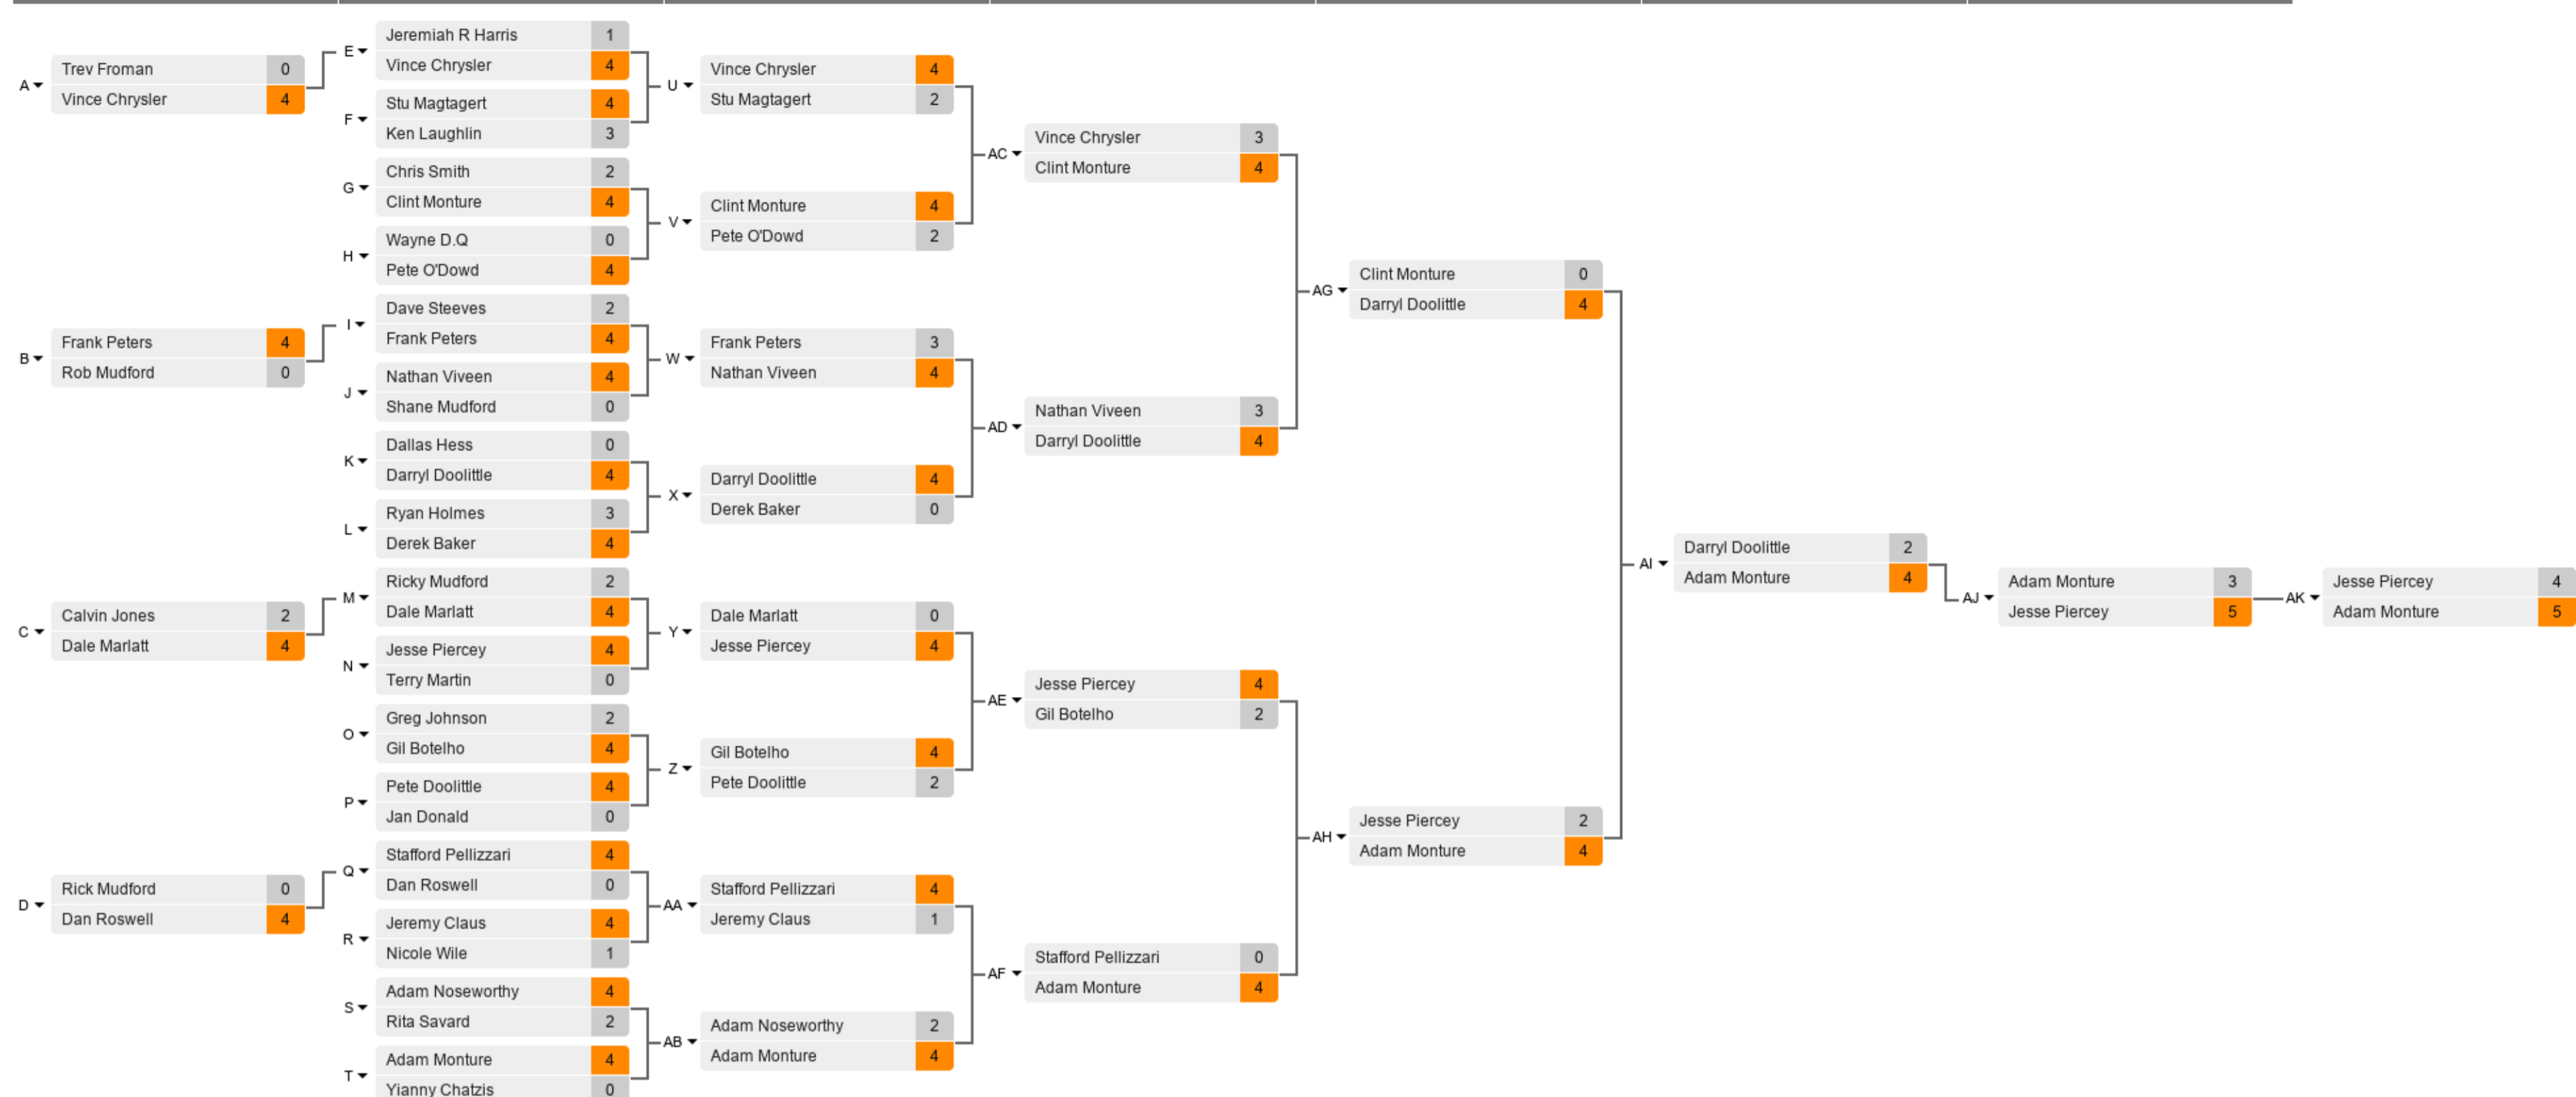 A
Trev Froman 0
Vince Chrysler 4
B
Frank Peters 4
Rob Mudford 0
C
Calvin Jones 2
Dale Marlatt 4
D
Rick Mudford 0
Dan Roswell 4
E
Jeremiah R Harris 1
Vince Chrysler 4
F
Stu Magtagert 4
Ken Laughlin 3
G
Chris Smith 2
Clint Monture 4
H
Wayne D.Q 0
Pete O'Dowd 4
I
Dave Steeves 2
Frank Peters 4
J
Nathan Viveen 4
Shane Mudford 0
K
Dallas Hess 0
Darryl Doolittle 4
L
Ryan Holmes 3
Derek Baker 4
M
Ricky Mudford 2
Dale Marlatt 4
N
Jesse Piercey 4
Terry Martin 0
O
Greg Johnson 2
Gil Botelho 4
P
Pete Doolittle 4
Jan Donald 0
Q
Stafford Pellizzari 4
Dan Roswell 0
R
Jeremy Claus 4
Nicole Wile 1
S
Adam Noseworthy 4
Rita Savard 2
T
Adam Monture 4
Yianny Chatzis 0
U
Vince Chrysler 4
Stu Magtagert 2
V
Clint Monture 4
Pete O'Dowd 2
W
Frank Peters 3
Nathan Viveen 4
X
Darryl Doolittle 4
Derek Baker 0
Y
Dale Marlatt 0
Jesse Piercey 4
Z
Gil Botelho 4
Pete Doolittle 2
AA
Stafford Pellizzari 4
Jeremy Claus 1
AB
Adam Noseworthy 2
Adam Monture 4
AC
Vince Chrysler 3
Clint Monture 4
AD
Nathan Viveen 3
Darryl Doolittle 4
AE
Jesse Piercey 4
Gil Botelho 2
AF
Stafford Pellizzari 0
Adam Monture 4
AG
Clint Monture 0
Darryl Doolittle 4
AH
Jesse Piercey 2
Adam Monture 4
AI
Darryl Doolittle 2
Adam Monture 4
AJ
Adam Monture 3
Jesse Piercey 5
AK
Jesse Piercey 4
Adam Monture 5